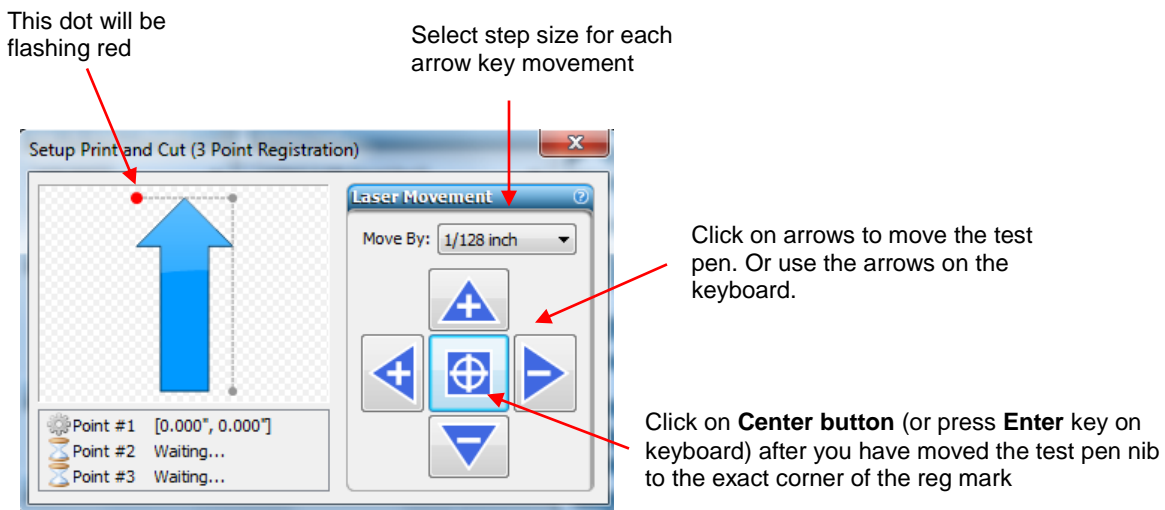 This dot will be
flashing red
Select step size for each
arrow key movement
Setup Print and Cut (3 Point Registration)
Laser Movement
Move By: 1/128 inch
Click on arrows to move the test
pen. Or use the arrows on the
keyboard.
Point #1 [0.000", 0.000"]
Point #2 Waiting...
Point #3 Waiting...
Click on Center button (or press Enter key on
keyboard) after you have moved the test pen nib
to the exact corner of the reg mark